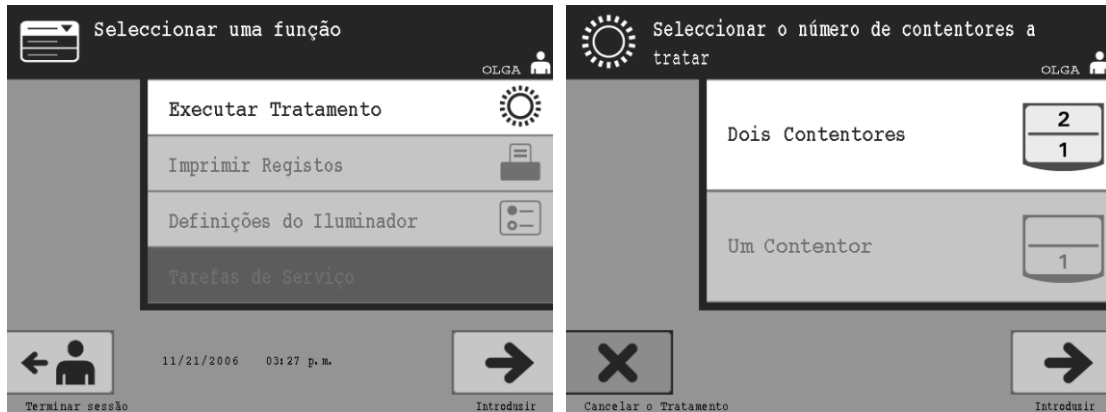 Seleccionar uma função
OLGA
Executar Tratamento
Imprimir Registos
Definições do Iluminador
Tarefas de Serviço
11/21/2006 03:27 p.m.
Terminar sessão
Introduzir
Seleccionar o número de contentores a
tratar
OLGA
Dois Contentores
2
1
Um Contentor
1
Cancelar o Tratamento
Introduzir